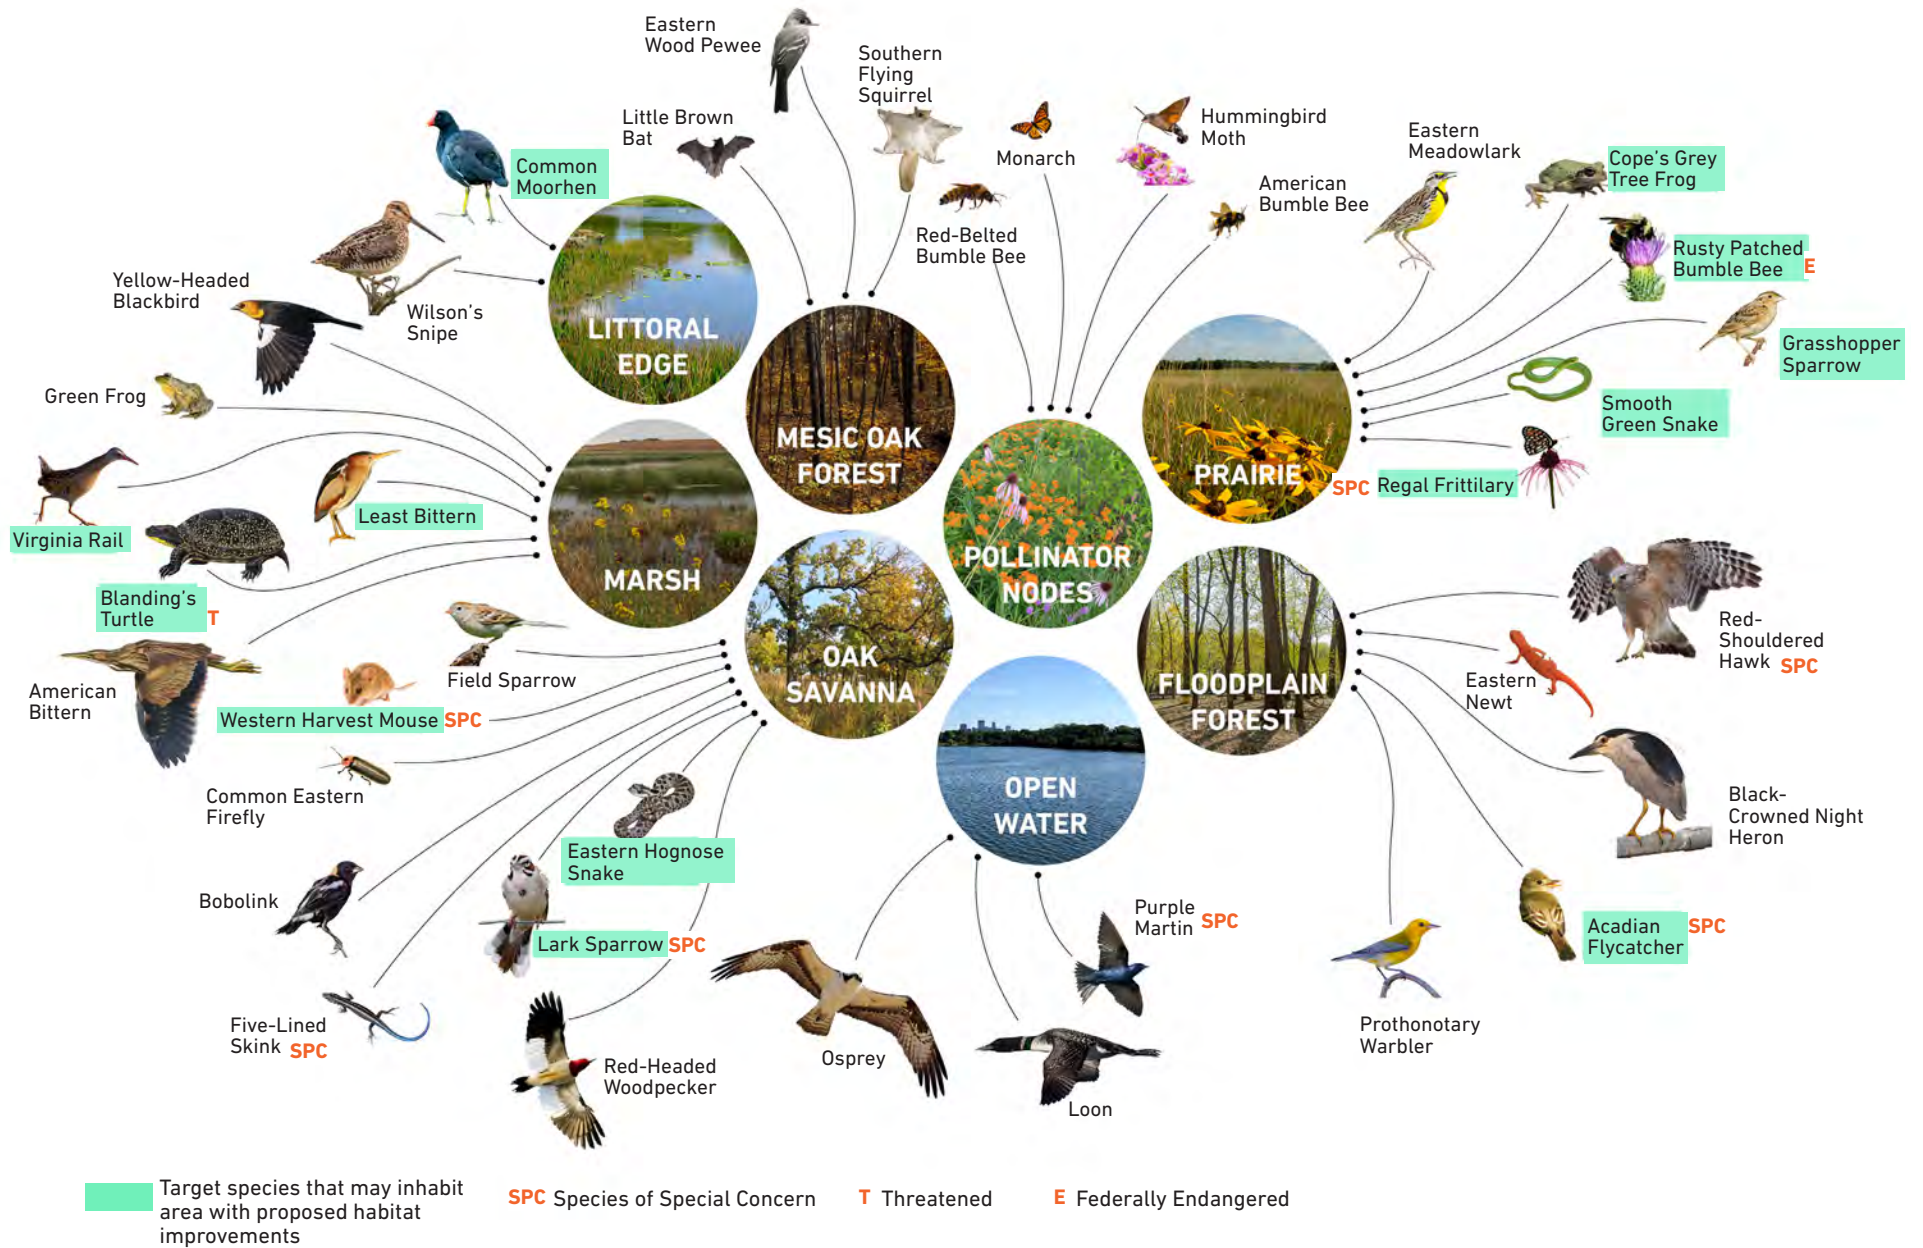 Eastern
Wood Pewee
Southern
Flying
Squirrel
Little Brown
Bat
Monarch
Hummingbird
Moth
Eastern
Meadowlark
Cope's Grey
Tree Frog
Common
Moorhen
American
Bumble Bee
Red-Belted
Bumble Bee
Rusty Patched
Bumble Bee E
Yellow-Headed
Blackbird
Wilson's
Snipe
LITTORAL
EDGE
Grasshopper
Sparrow
Green Frog
Smooth
Green Snake
MESIC OAK
FOREST
PRAIRIE
SPC Regal Frittilary
Least Bittern
Virginia Rail
MARSH
POLLINATOR
NODES
Blanding's
Turtle T
Red-
Shouldered
Hawk SPC
American
Bittern
Field Sparrow
OAK
SAVANNA
FLOODPLAIN
FOREST
Eastern
Newt
Western Harvest Mouse SPC
Common Eastern
Firefly
OPEN
WATER
Black-
Crowned Night
Heron
Eastern Hognose
Snake
Bobolink
Lark Sparrow SPC
Purple
Martin SPC
Acadian SPC
Flycatcher
Five-Lined
Skink SPC
Prothonotary
Warbler
Red-Headed
Woodpecker
Osprey
Loon
Target species that may inhabit
area with proposed habitat
improvements
SPC Species of Special Concern
T Threatened
E Federally Endangered